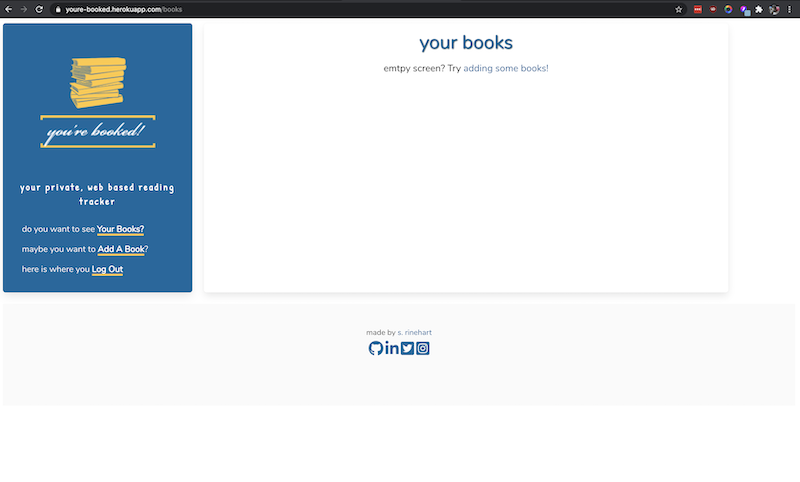 youre-booked.herokuapp.com/books
you're booked!
your private, web based reading
tracker
do you want to see Your Books?
maybe you want to Add A Book?
here is where you Log Out
your books
emtpy screen? Try adding some books!
made by s. rinehart
in